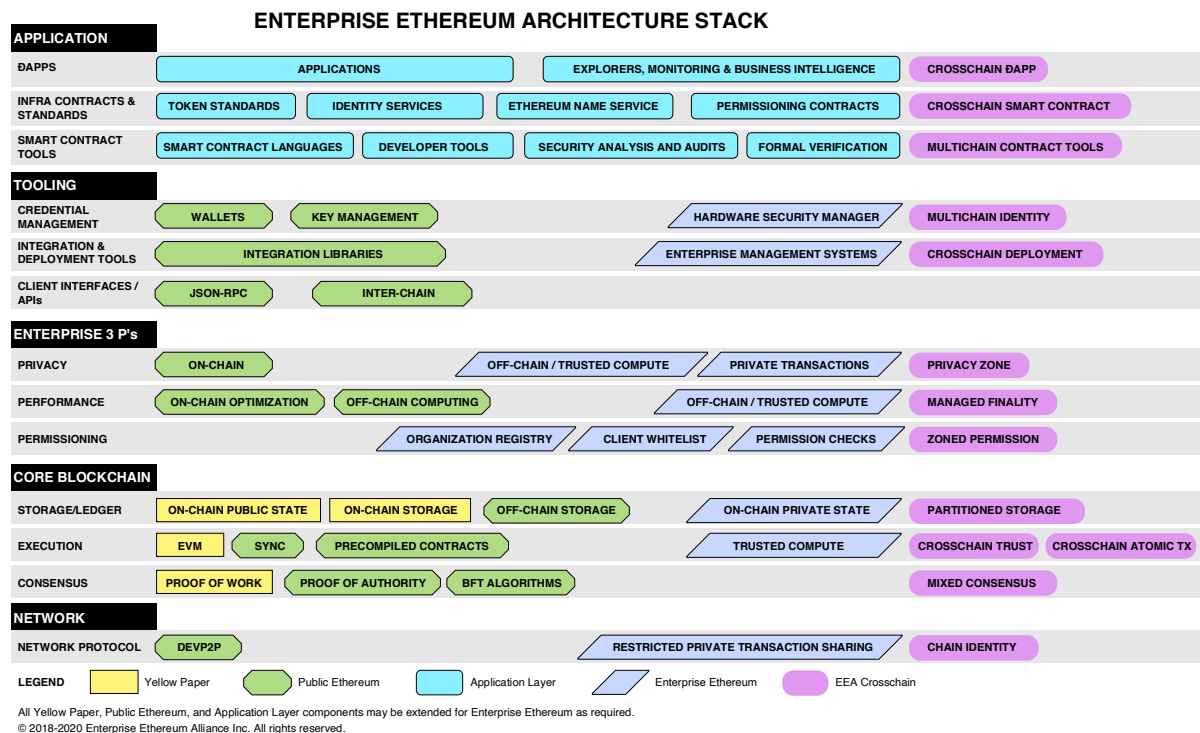 ENTERPRISE ETHEREUM ARCHITECTURE STACK
APPLICATION
ÐAPPS
APPLICATIONS
EXPLORERS, MONITORING & BUSINESS INTELLIGENCE
CROSSCHAIN ÐAPP
INFRA CONTRACTS &
STANDARDS
TOKEN STANDARDS
IDENTITY SERVICES
ETHEREUM NAME SERVICE
PERMISSIONING CONTRACTS
CROSSCHAIN SMART CONTRACT
SMART CONTRACT
TOOLS
SMART CONTRACT LANGUAGES
DEVELOPER TOOLS
SECURITY ANALYSIS AND AUDITS
FORMAL VERIFICATION
MULTICHAIN CONTRACT TOOLS
TOOLING
CREDENTIAL
MANAGEMENT
WALLETS
KEY MANAGEMENT
HARDWARE SECURITY MANAGER
MULTICHAIN IDENTITY
INTEGRATION &
DEPLOYMENT TOOLS
INTEGRATION LIBRARIES
ENTERPRISE MANAGEMENT SYSTEMS
CROSSCHAIN DEPLOYMENT
CLIENT INTERFACES /
APIs
JSON-RPC
INTER-CHAIN
ENTERPRISE 3 P's
PRIVACY
ON-CHAIN
OFF-CHAIN / TRUSTED COMPUTE
PRIVATE TRANSACTIONS
PRIVACY ZONE
PERFORMANCE
ON-CHAIN OPTIMIZATION
OFF-CHAIN COMPUTING
OFF-CHAIN / TRUSTED COMPUTE
MANAGED FINALITY
PERMISSIONING
ORGANIZATION REGISTRY
CLIENT WHITELIST
PERMISSION CHECKS
ZONED PERMISSION
CORE BLOCKCHAIN
STORAGE/LEDGER
ON-CHAIN PUBLIC STATE
ON-CHAIN STORAGE
OFF-CHAIN STORAGE
ON-CHAIN PRIVATE STATE
PARTITIONED STORAGE
EXECUTION
EVM
SYNC
PRECOMPILED CONTRACTS
TRUSTED COMPUTE
CROSSCHAIN TRUST
CROSSCHAIN ATOMIC TX
CONSENSUS
PROOF OF WORK
PROOF OF AUTHORITY
BFT ALGORITHMS
MIXED CONSENSUS
NETWORK
NETWORK PROTOCOL
DEVP2P
RESTRICTED PRIVATE TRANSACTION SHARING
CHAIN IDENTITY
LEGEND
Yellow Paper
Public Ethereum
Application Layer
Enterprise Ethereum
EEA Crosschain
All Yellow Paper, Public Ethereum, and Application Layer components may be extended for Enterprise Ethereum as required.
© 2018-2020 Enterprise Ethereum Alliance Inc. All rights reserved.